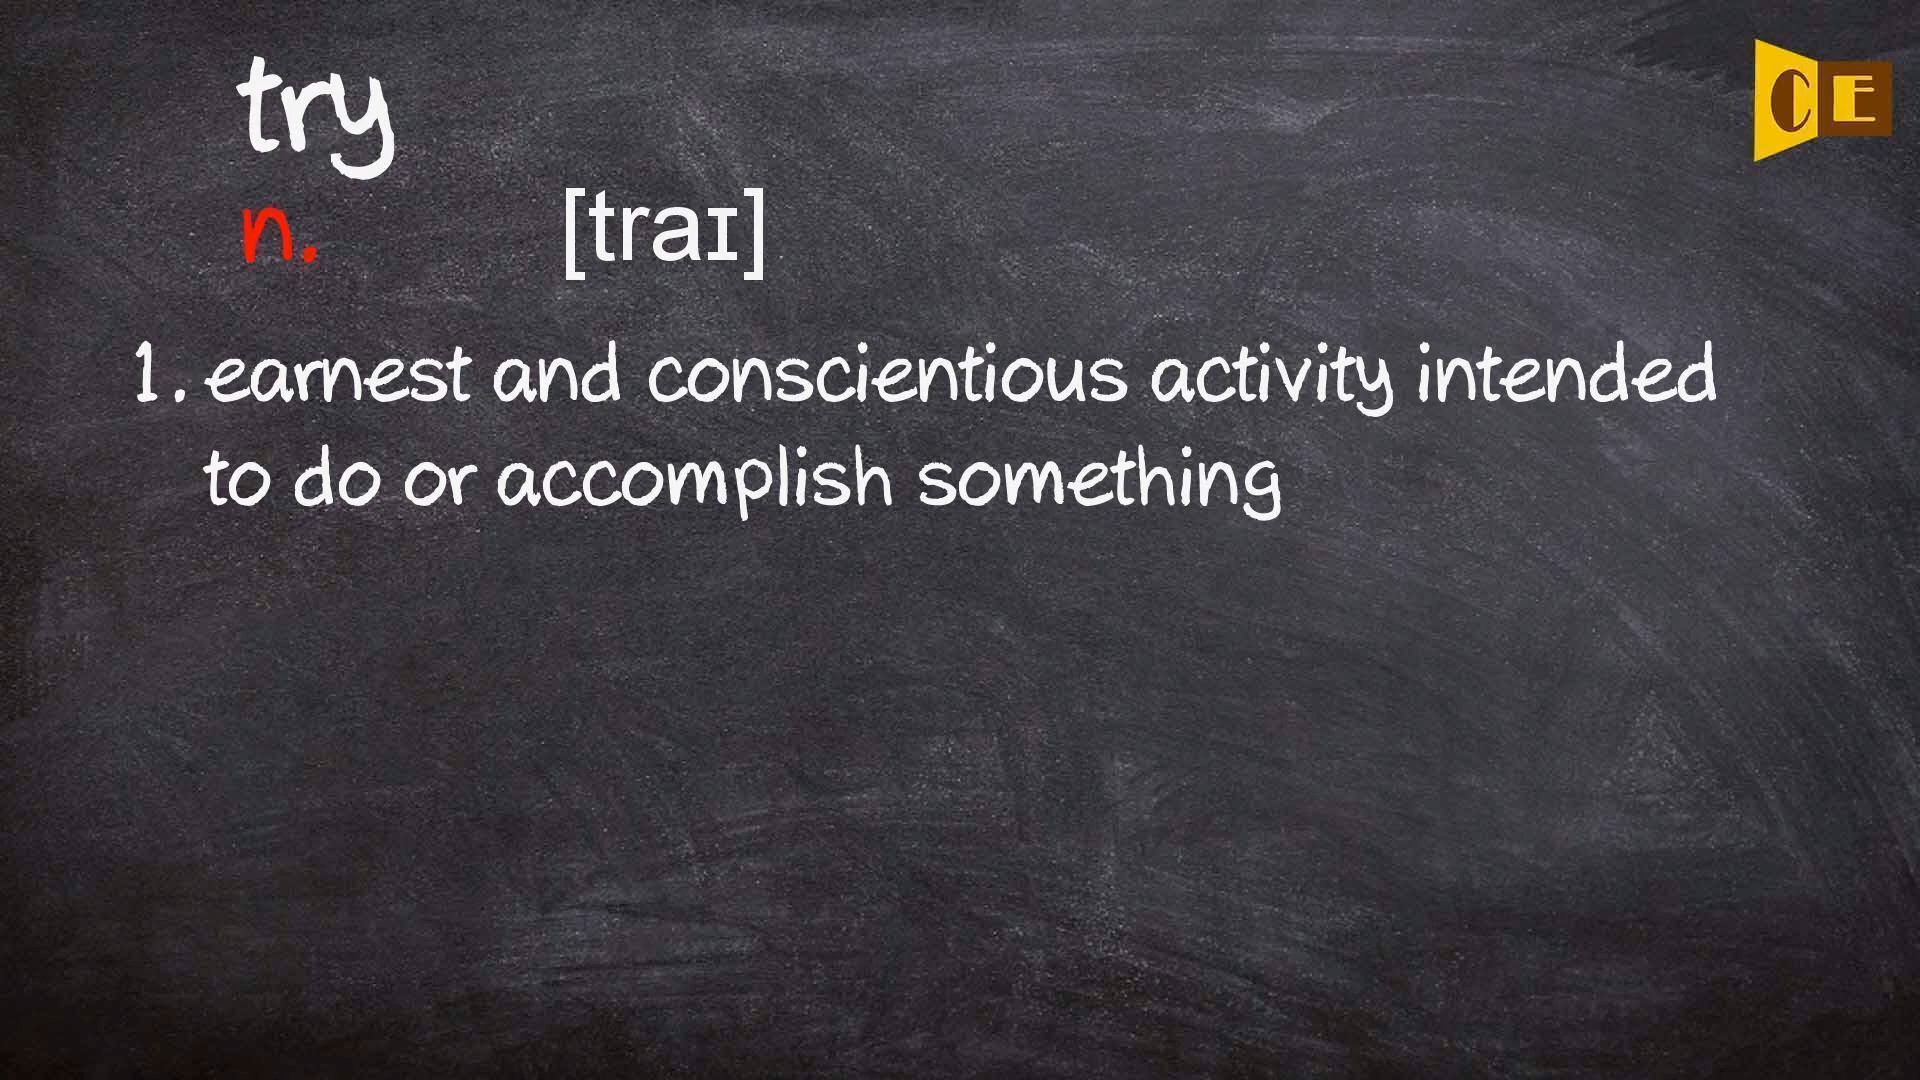 try
CE
n. [traɪ]
1. earnest and conscientious activity intended
to do or accomplish something